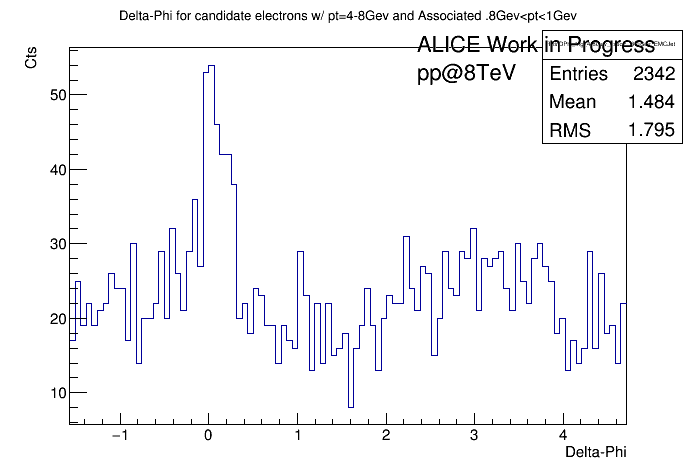 Delta-Phi for candidate electrons w/ pt=4-8Gev and Associated .8Gev<pt<1Gev
Cts
ALICE Work in Progress
pp@8TeV
Entries 2342
Mean 1.484
RMS 1.795
50
40
30
20
10
−1 0 1 2 3 4
Delta-Phi